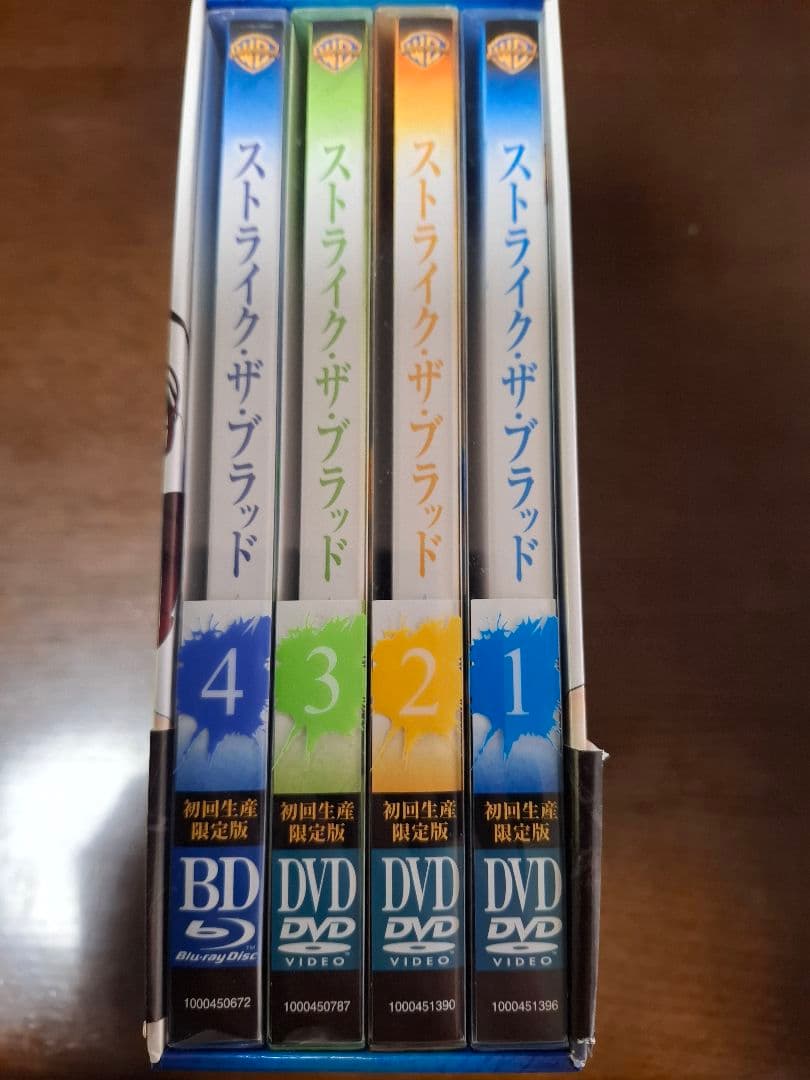 ストライク・ザ・ブラッド
4
初回生産
限定版
BD
Blu-ray Disc
TM
1000450672
ストライク・ザ・ブラッド
3
初回生産
限定版
DVD
DVD
VIDEO
TM
1000450787
ストライク・ザ・ブラッド
2
初回生産
限定版
DVD
DVD
VIDEO
TM
1000451390
ストライク・ザ・ブラッド
1
初回生産
限定版
DVD
DVD
VIDEO
TM
1000451396